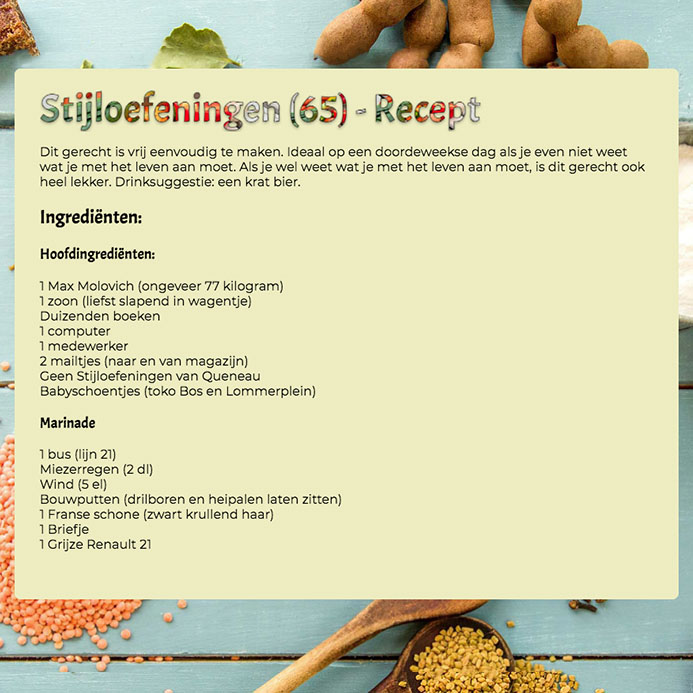 Stijloefeningen (65) - Recept
Dit gerecht is vrij eenvoudig te maken. Ideaal op een doordeweekse dag als je even niet weet
wat je met het leven aan moet. Als je wel weet wat je met het leven aan moet, is dit gerecht ook
heel lekker. Drinksuggestie: een krat bier.
Ingrediënten:
Hoofdingrediënten:
1 Max Molovich (ongeveer 77 kilogram)
1 zoon (liefst slapend in wagentje)
Duizenden boeken
1 computer
1 medewerker
2 mailtjes (naar en van magazijn)
Geen Stijloefeningen van Queneau
Babyschoentjes (toko Bos en Lommerplein)
Marinade
1 bus (lijn 21)
Miezerregen (2 dl)
Wind (5 el)
Bouwputten (drilboren en heipalen laten zitten)
1 Franse schone (zwart krullend haar)
1 Briefje
1 Grijze Renault 21